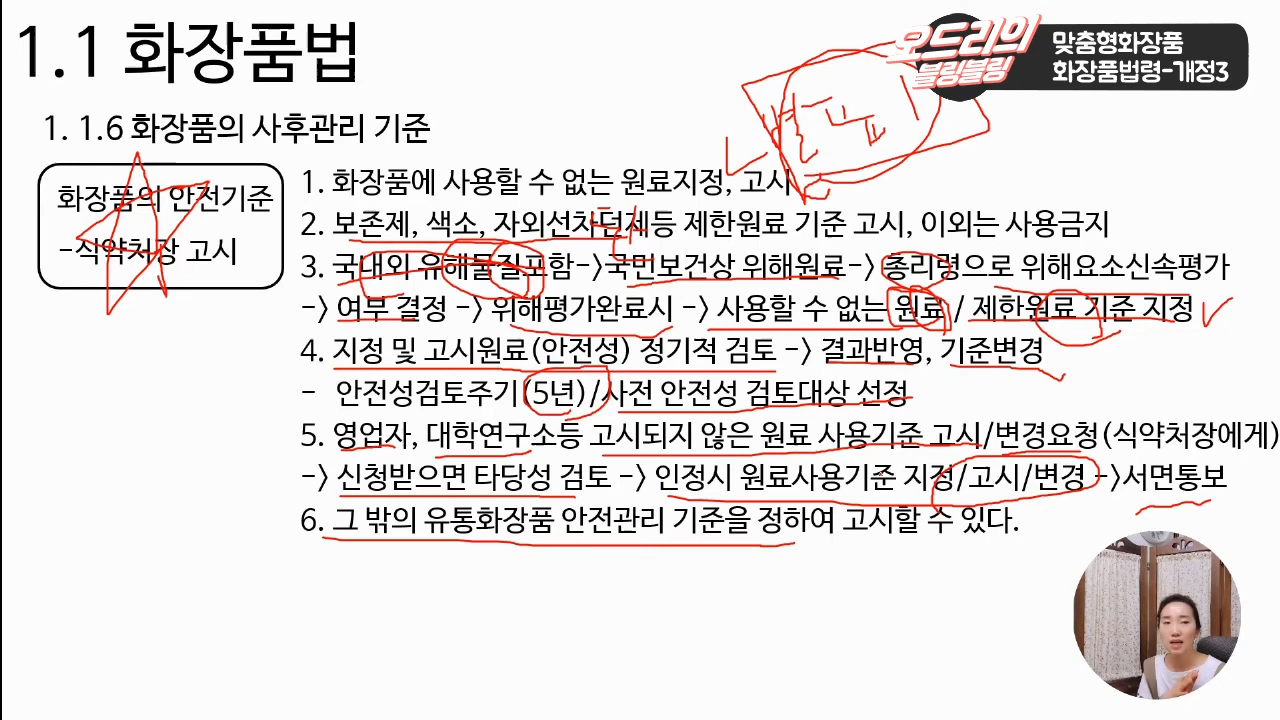 1.1 화장품법
오드리의
블링블링
맞춤형화장품
화장품법령-개정3
1. 1.6 화장품의 사후관리 기준
화장품의 안전기준
-식약처장 고시
1. 화장품에 사용할 수 없는 원료지정, 고시
2. 보존제, 색소, 자외선차단제등 제한원료 기준 고시, 이외는 사용금지
3. 국내외 유해물질포함->국민보건상 위해원료-> 총리령으로 위해요소신속평가
-> 여부 결정 -> 위해평가완료시 -> 사용할 수 없는 원료 / 제한원료 기준 지정
4. 지정 및 고시원료(안전성) 정기적 검토 -> 결과반영, 기준변경
- 안전성검토주기(5년)/사전 안전성 검토대상 선정
5. 영업자, 대학연구소등 고시되지 않은 원료 사용기준 고시/변경요청(식약처장에게)
-> 신청받으면 타당성 검토 -> 인정시 원료사용기준 지정/고시/변경 ->서면통보
6. 그 밖의 유통화장품 안전관리 기준을 정하여 고시할 수 있다.